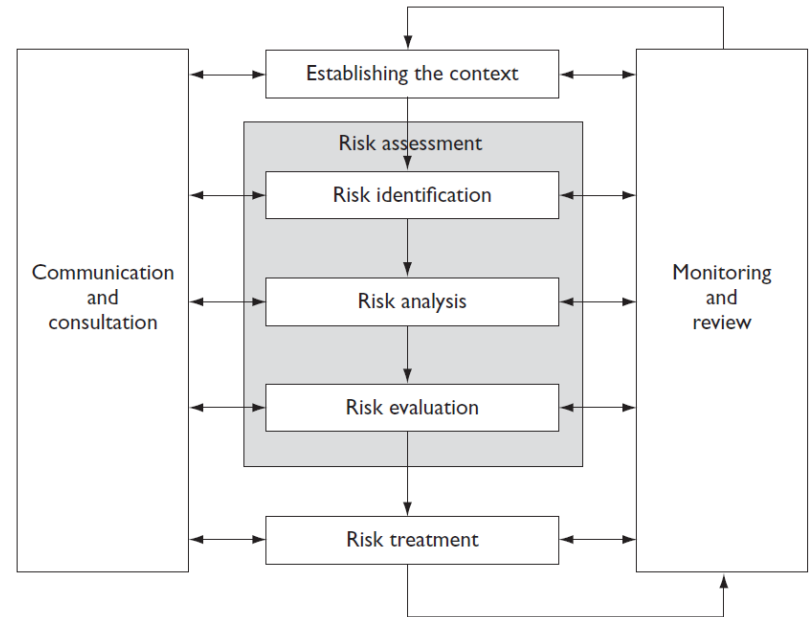 Establishing the context
Risk assessment
Risk identification
Communication
and
consultation
Risk analysis
Monitoring
and
review
Risk evaluation
Risk treatment